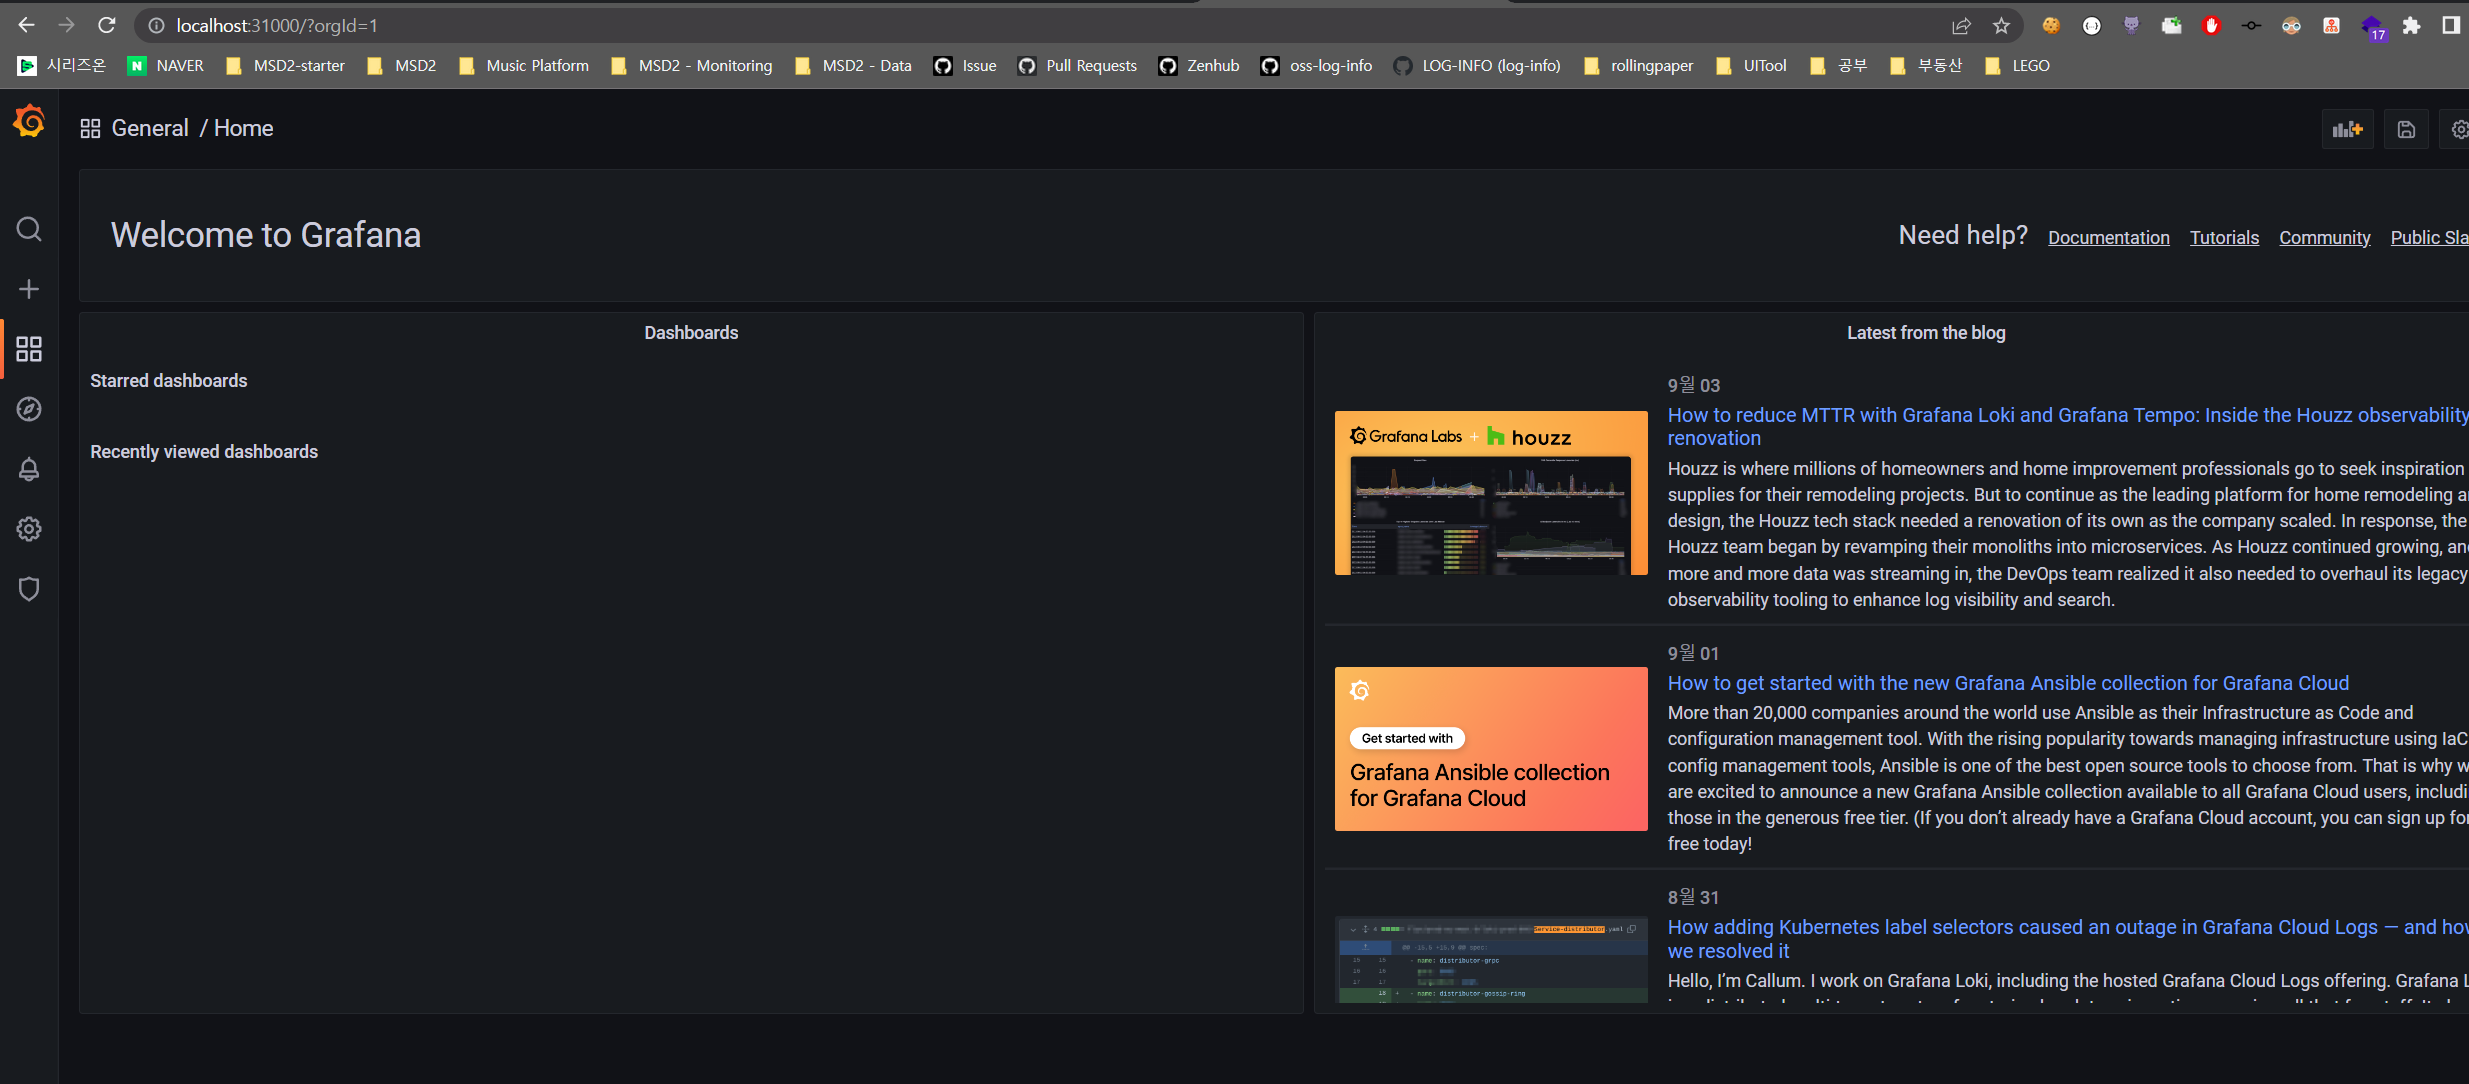 localhost:31000/?orgId=1
17
시리즈온 NAVER MSD2-starter MSD2 Music Platform MSD2 - Monitoring MSD2 - Data Issue Pull Requests Zenhub oss-log-info LOG-INFO (log-info) rollingpaper UITool 공부 부동산 LEGO
General / Home
Welcome to Grafana
Need help? Documentation Tutorials Community Public Sla
Dashboards
Starred dashboards
Recently viewed dashboards
Latest from the blog
9월 03
Grafana Labs + houzz
How to reduce MTTR with Grafana Loki and Grafana Tempo: Inside the Houzz observability
renovation
Houzz is where millions of homeowners and home improvement professionals go to seek inspiration
supplies for their remodeling projects. But to continue as the leading platform for home remodeling a
design, the Houzz tech stack needed a renovation of its own as the company scaled. In response, the
Houzz team began by revamping their monoliths into microservices. As Houzz continued growing, an
more and more data was streaming in, the DevOps team realized it also needed to overhaul its legacy
observability tooling to enhance log visibility and search.
9월 01
Get started with
Grafana Ansible collection
for Grafana Cloud
How to get started with the new Grafana Ansible collection for Grafana Cloud
More than 20,000 companies around the world use Ansible as their Infrastructure as Code and
configuration management tool. With the rising popularity towards managing infrastructure using IaC
config management tools, Ansible is one of the best open source tools to choose from. That is why w
are excited to announce a new Grafana Ansible collection available to all Grafana Cloud users, includi
those in the generous free tier. (If you don't already have a Grafana Cloud account, you can sign up for
free today!
8월 31
Service-distributor.yaml
- name: distributor-grpc
18 + - name: distributor-gossip-ring
How adding Kubernetes label selectors caused an outage in Grafana Cloud Logs — and how
we resolved it
Hello, I'm Callum. I work on Grafana Loki, including the hosted Grafana Cloud Logs offering. Grafana L